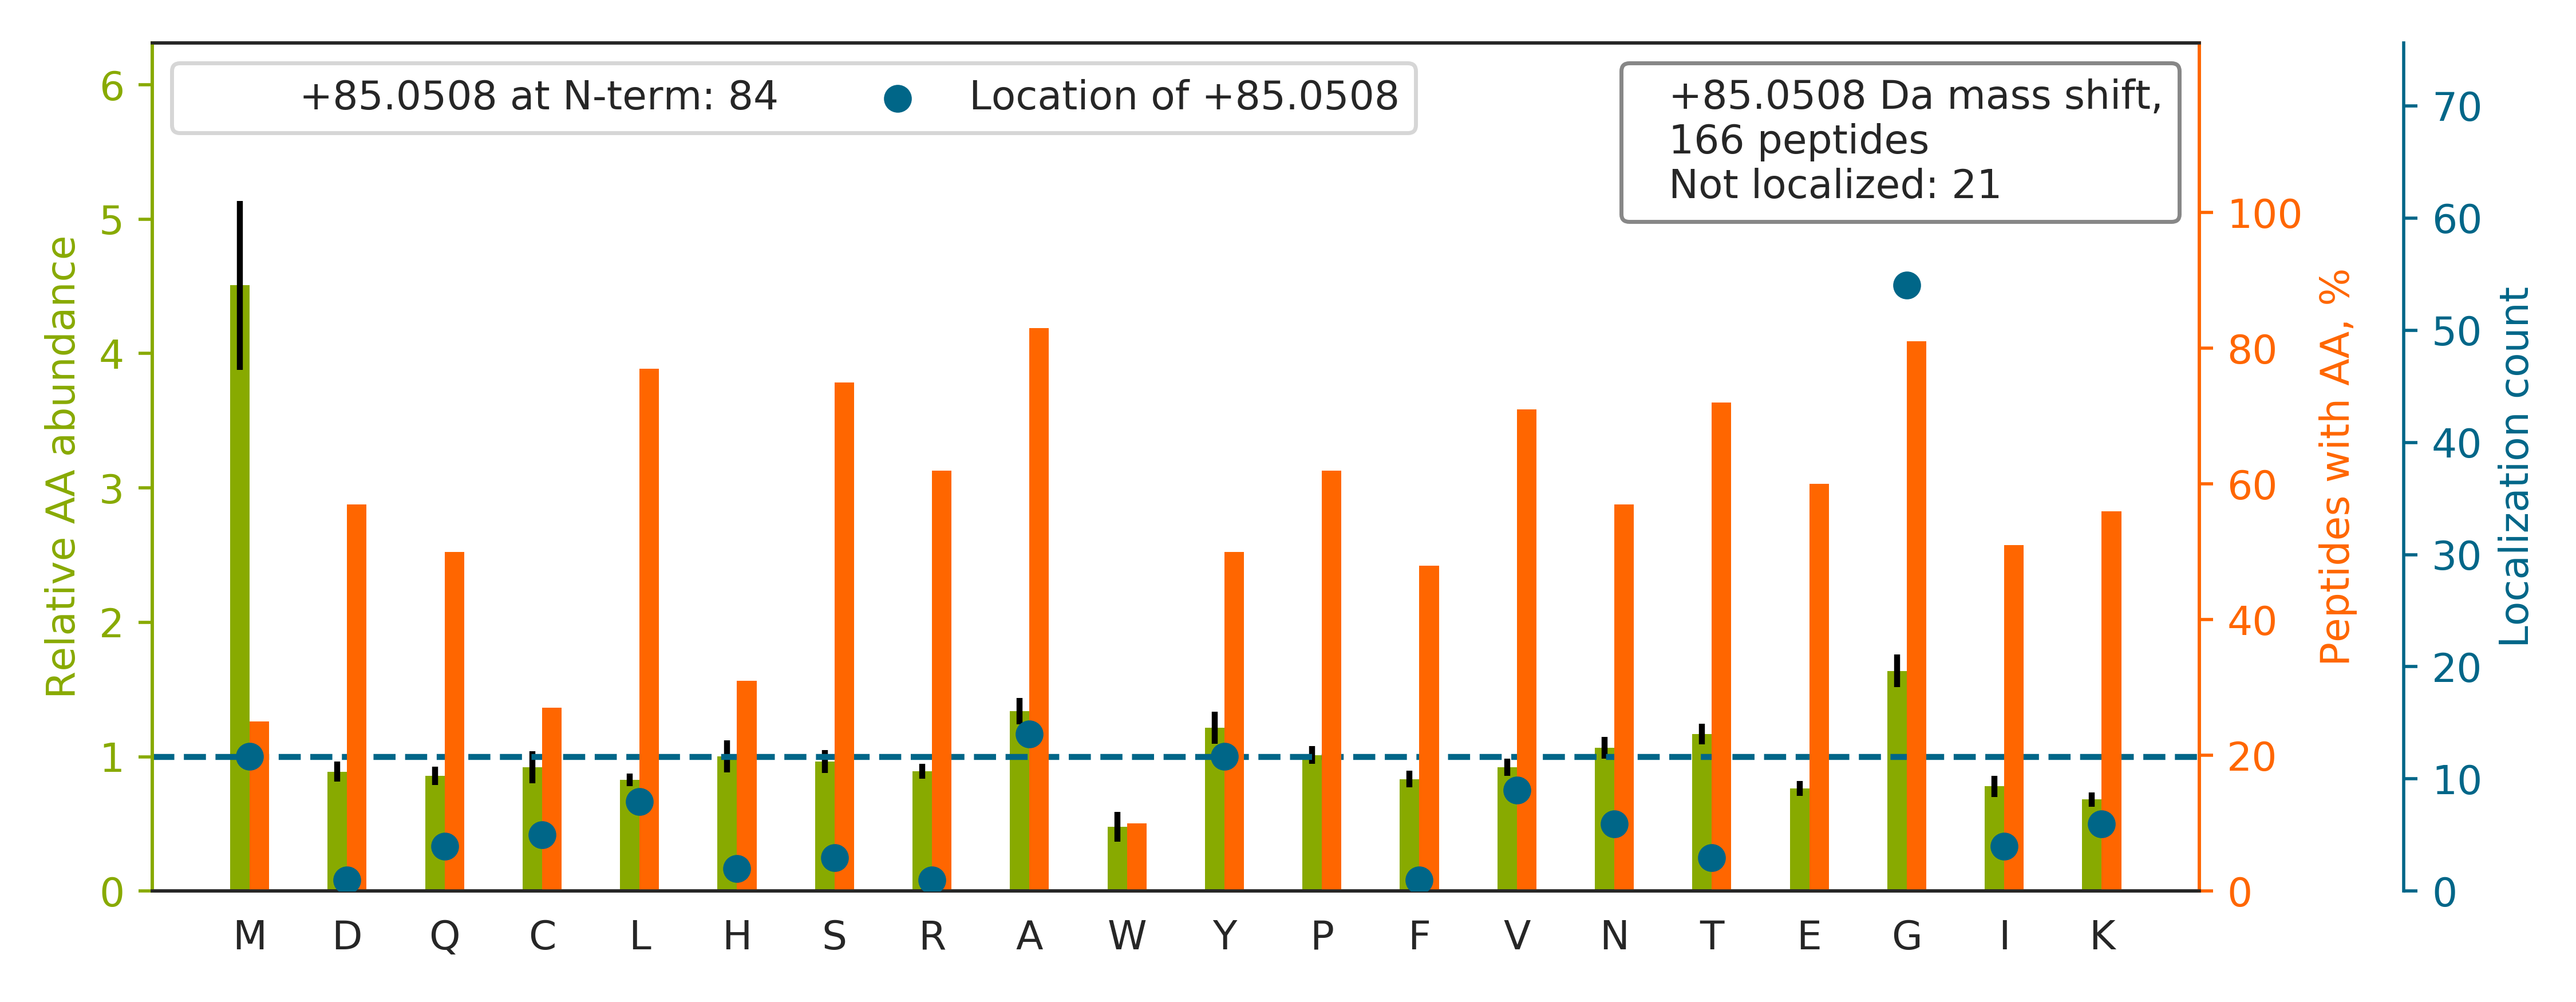 +85.0508 at N-term: 84
Location of +85.0508
+85.0508 Da mass shift,
166 peptides
Not localized: 21
Relative AA abundance
6
5
4
3
2
1
0
M D Q C L H S R A W Y P F V N T E G I K
100
80
60
40
20
0
Peptides with AA, %
70
60
50
40
30
20
10
0
Localization count